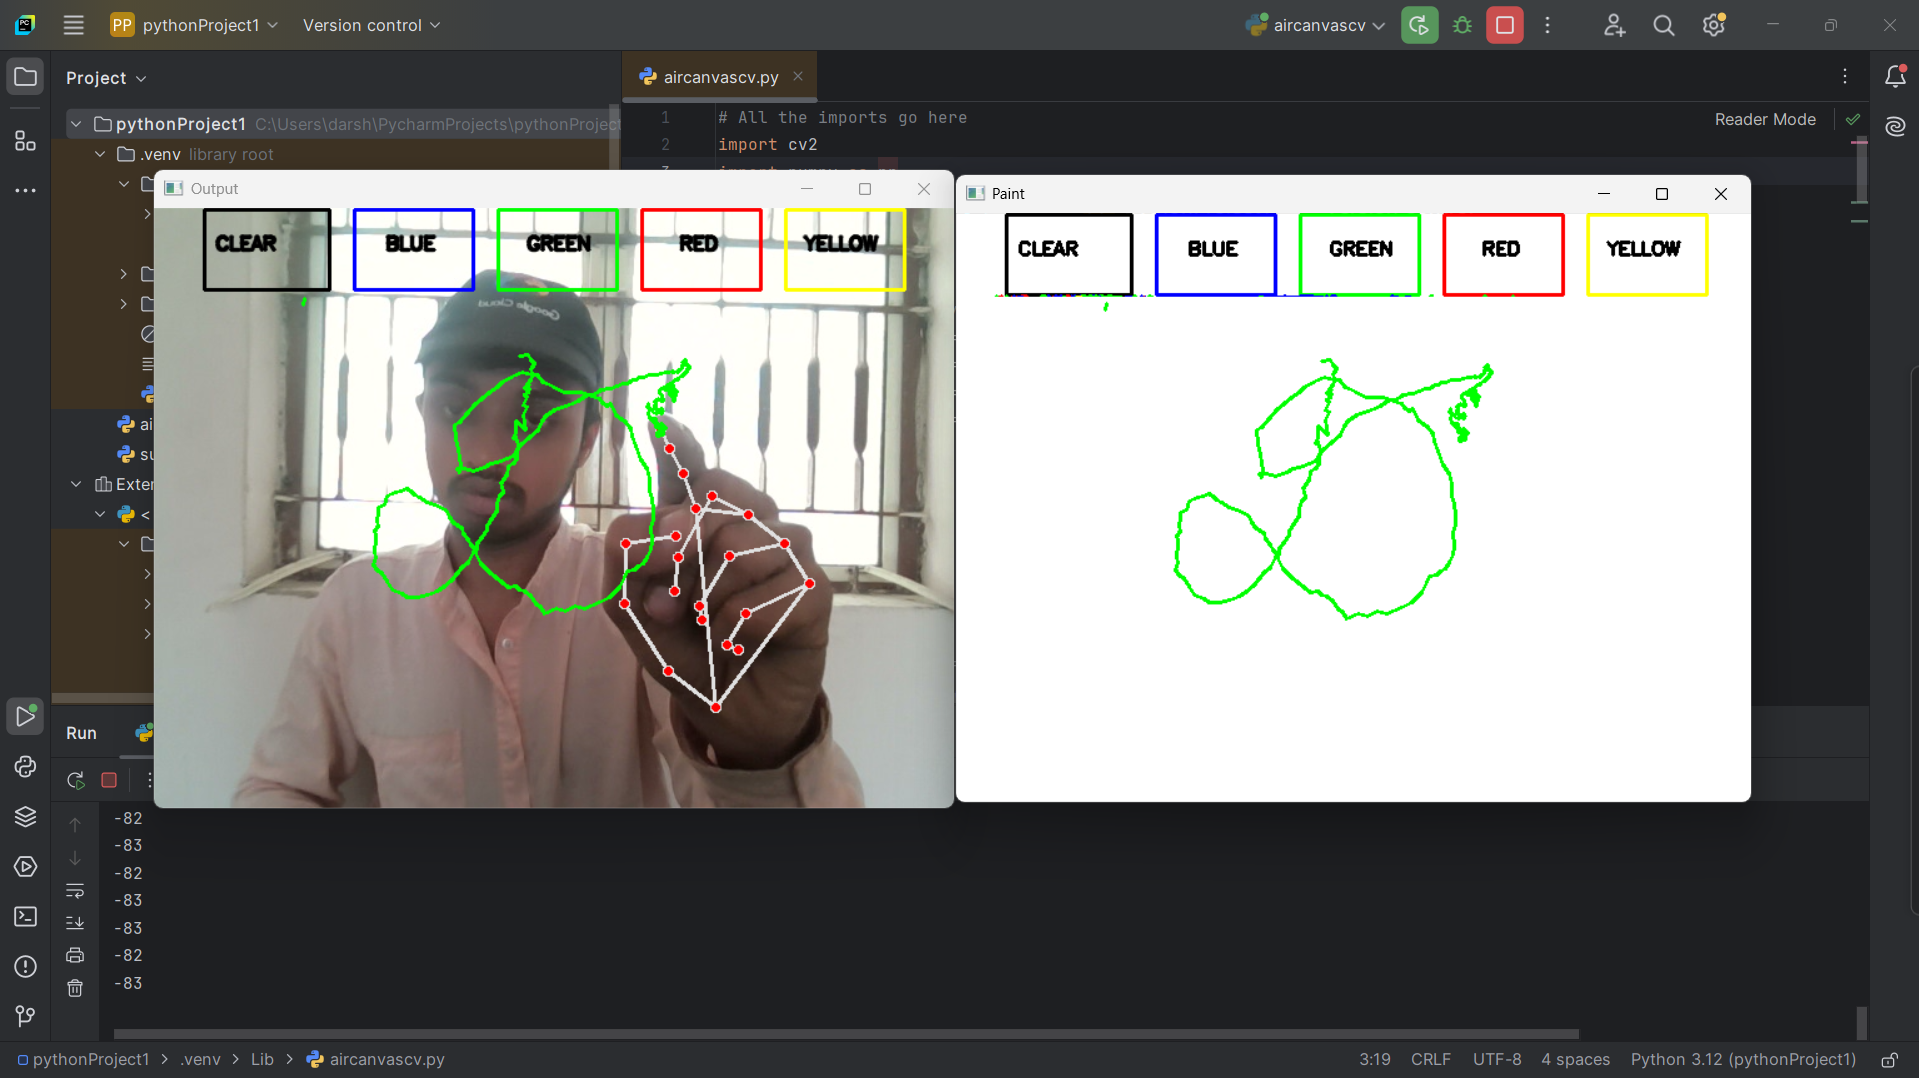 PC
PP pythonProject1
Version control
aircanvascv
Project
aircanvascv.py
pythonProject1 C:\Users\darsh\PycharmProjects\pythonProject
.venv library root
1 # All the imports go here
2 import cv2
Reader Mode
Output
CLEAR BLUE GREEN RED YELLOW
Google Cloud
Paint
CLEAR BLUE GREEN RED YELLOW
ai
su
Exter
<
Run
-82
-83
-82
-83
-83
-82
-83
pythonProject1 > .venv > Lib > aircanvascv.py
3:19 CRLF UTF-8 4 spaces Python 3.12 (pythonProject1)